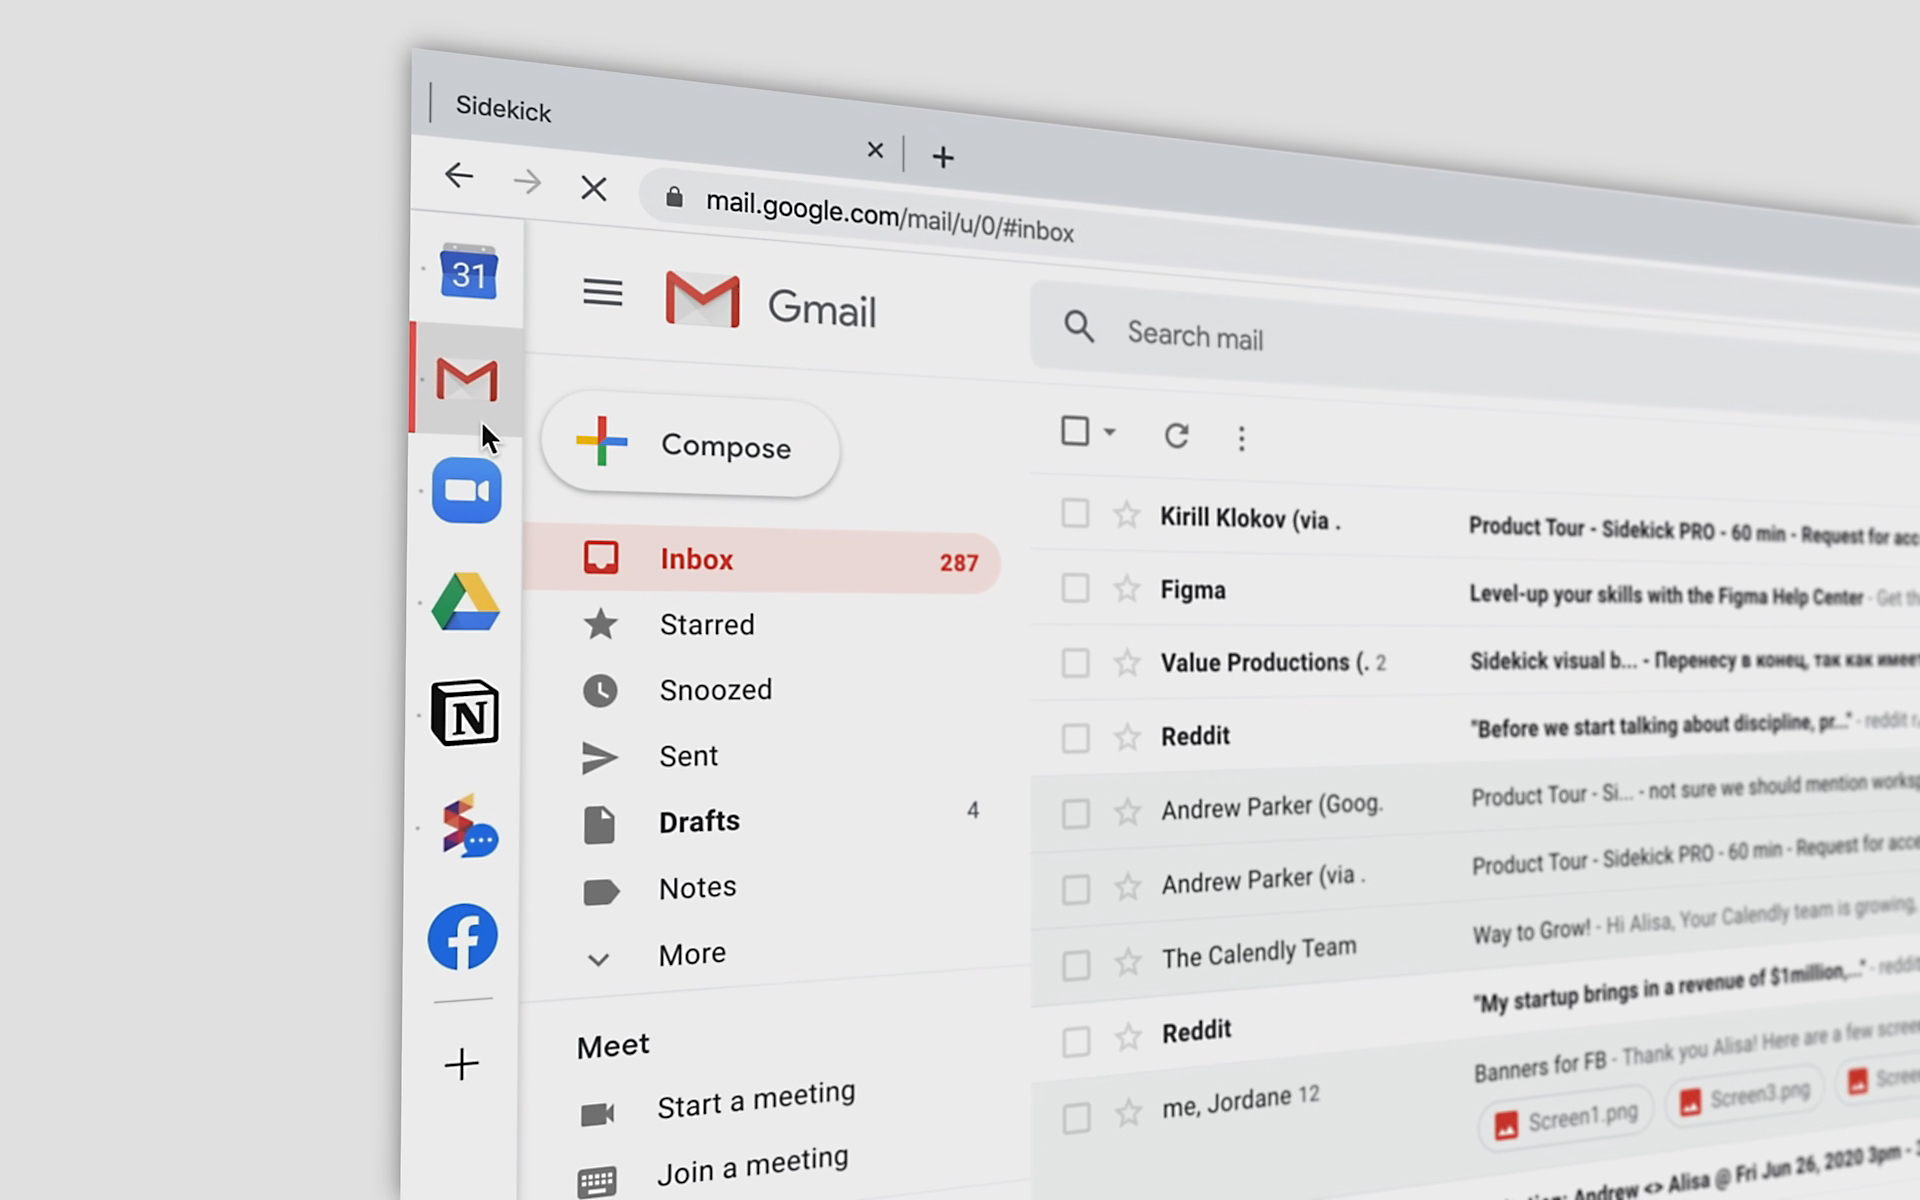 Sidekick
mail.google.com/mail/u/0/#inbox
31
Gmail
Search mail
Compose
Inbox 287
Starred
Snoozed
Sent
Drafts 4
Notes
More
Meet
Start a meeting
Join a meeting
N
Kirill Klokov (via . Product Tour - Sidekick PRO - 60 min - Request for acc
Figma Level-up your skills with the Figma Help Center - Get th
Value Productions (. 2 Sidekick visual b... - Перенесу в конец, так как имеет
Reddit "Before we start talking about discipline, pr..." - reddit r/
Andrew Parker (Goog. Product Tour - Si... - not sure we should mention worksp
Andrew Parker (via . Product Tour - Sidekick PRO - 60 min - Request for acce
The Calendly Team Way to Grow! - Hi Alisa, Your Calendly team is growing,
Reddit "My startup brings in a revenue of $1million,..." - reddit
me, Jordane 12 Banners for FB - Thank you Alisa! Here are a few scree
Screen1.png Screen3.png Scree
Andrew <> Alisa @ Fri Jun 26, 2020 3pm -